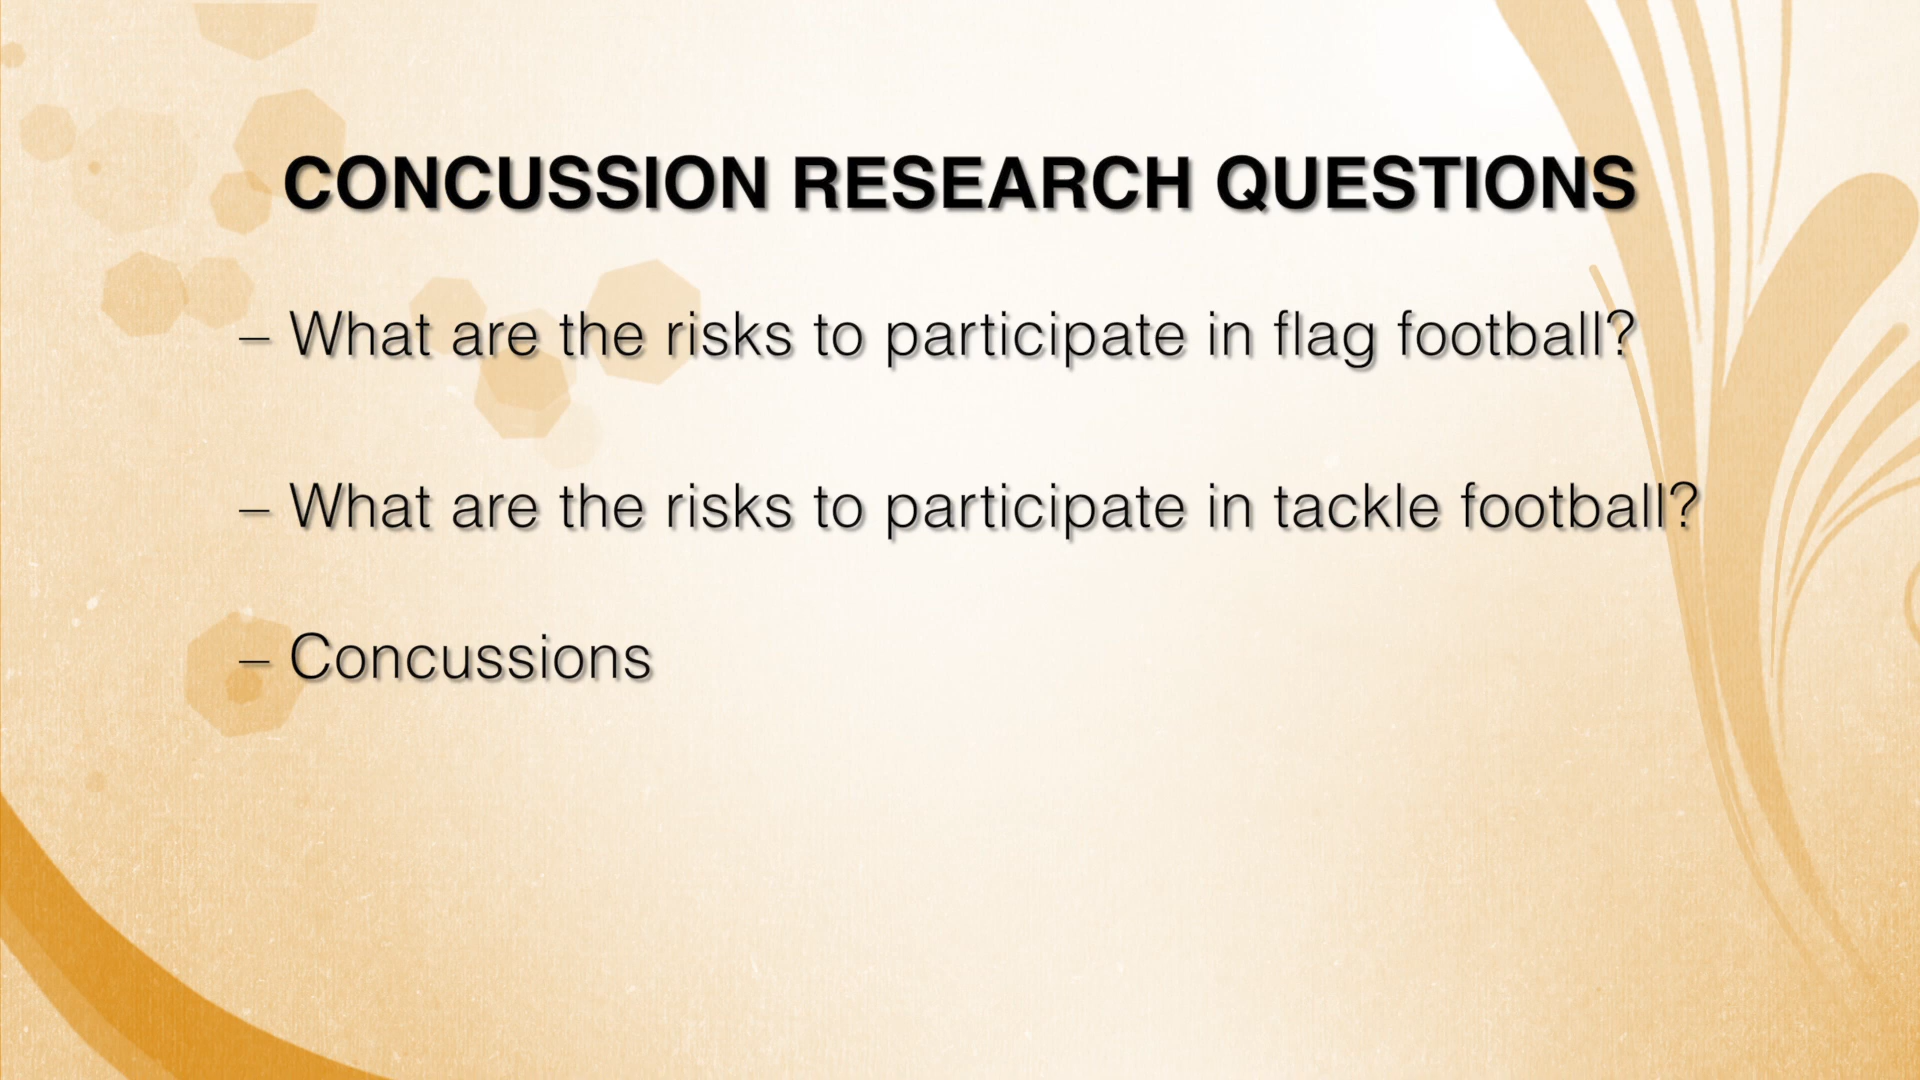 CONCUSSION RESEARCH QUESTIONS
– What are the risks to participate in flag football?
– What are the risks to participate in tackle football?
– Concussions